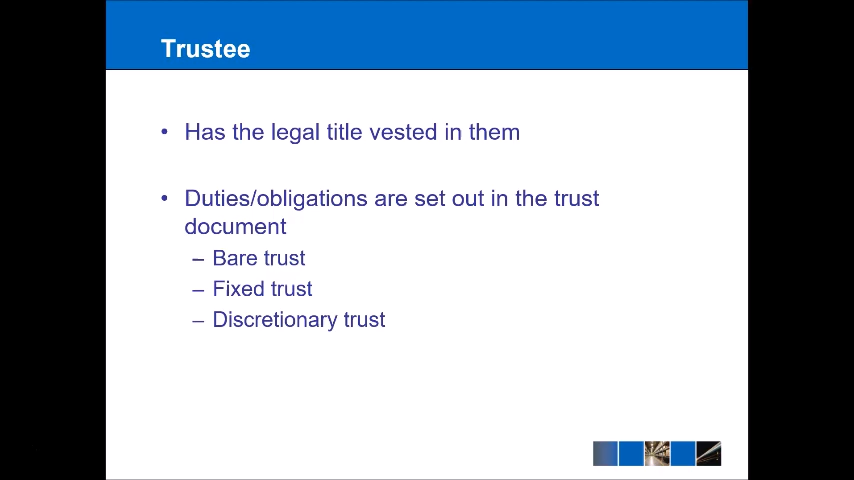 Trustee
• Has the legal title vested in them
• Duties/obligations are set out in the trust
document
– Bare trust
– Fixed trust
– Discretionary trust